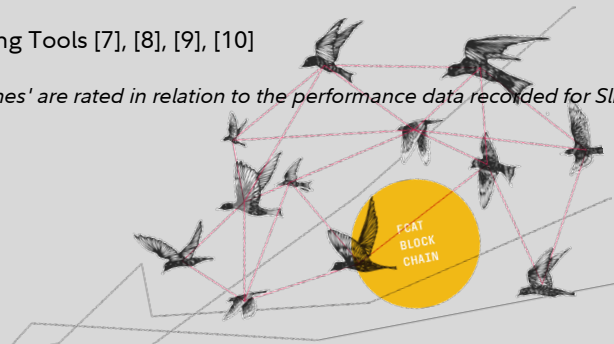 ng Tools [7], [8], [9], [10]
nes' are rated in relation to the performance data recorded for Sl
FCAT
BLOCK
CHAIN